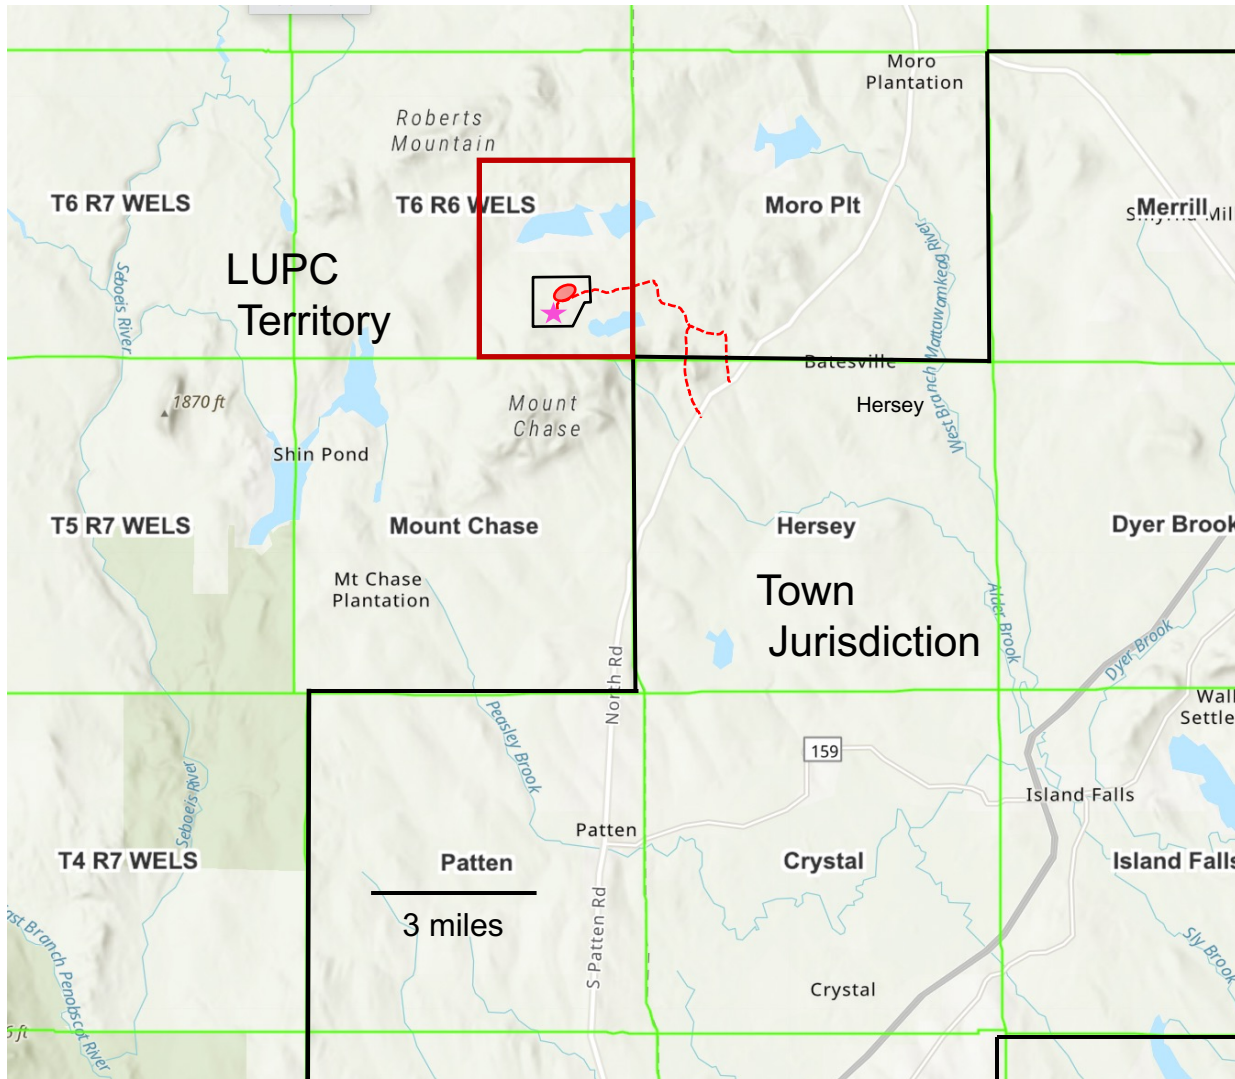 Moro
Plantation
Roberts
Mountain
T6 R7 WELS
T6 R6 WELS
Moro Plt
Merrill
LUPC
Territory
Seboeis River
West Branch Mattawamkeag River
Batesville
1870 ft
Mount
Chase
Hersey
Shin Pond
T5 R7 WELS
Mount Chase
Hersey
Dyer Brook
Mt Chase
Plantation
Town
Jurisdiction
Alder Brook
Dyer Brook
North Rd
Wall
Settle
Peasley Brook
159
Seboeis River
Island Falls
Patten
T4 R7 WELS
Patten
Crystal
Island Falls
3 miles
S Patten Rd
East Branch Penobscot River
Sly Brook
Crystal